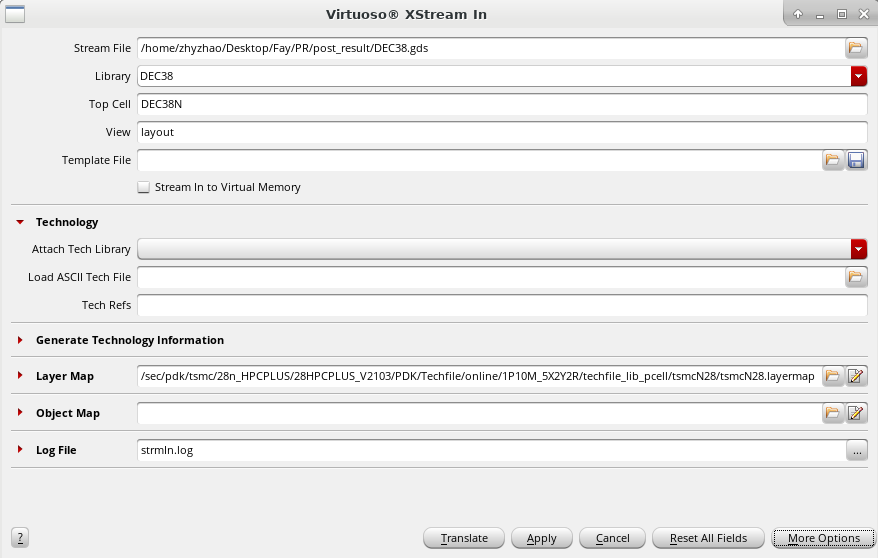 Virtuoso® XStream In
Stream File /home/zhyzhao/Desktop/Fay/PR/post_result/DEC38.gds
Library DEC38
Top Cell DEC38N
View layout
Template File
Stream In to Virtual Memory
Technology
Attach Tech Library
Load ASCII Tech File
Tech Refs
Generate Technology Information
Layer Map /sec/pdk/tsmc/28n_HPCPLUS/28HPCPLUS_V2103/PDK/Techfile/online/1P10M_5X2Y2R/techfile_lib_pcell/tsmcN28/tsmcN28.layermap
Object Map
Log File strmIn.log ...
? Translate Apply Cancel Reset All Fields More Options